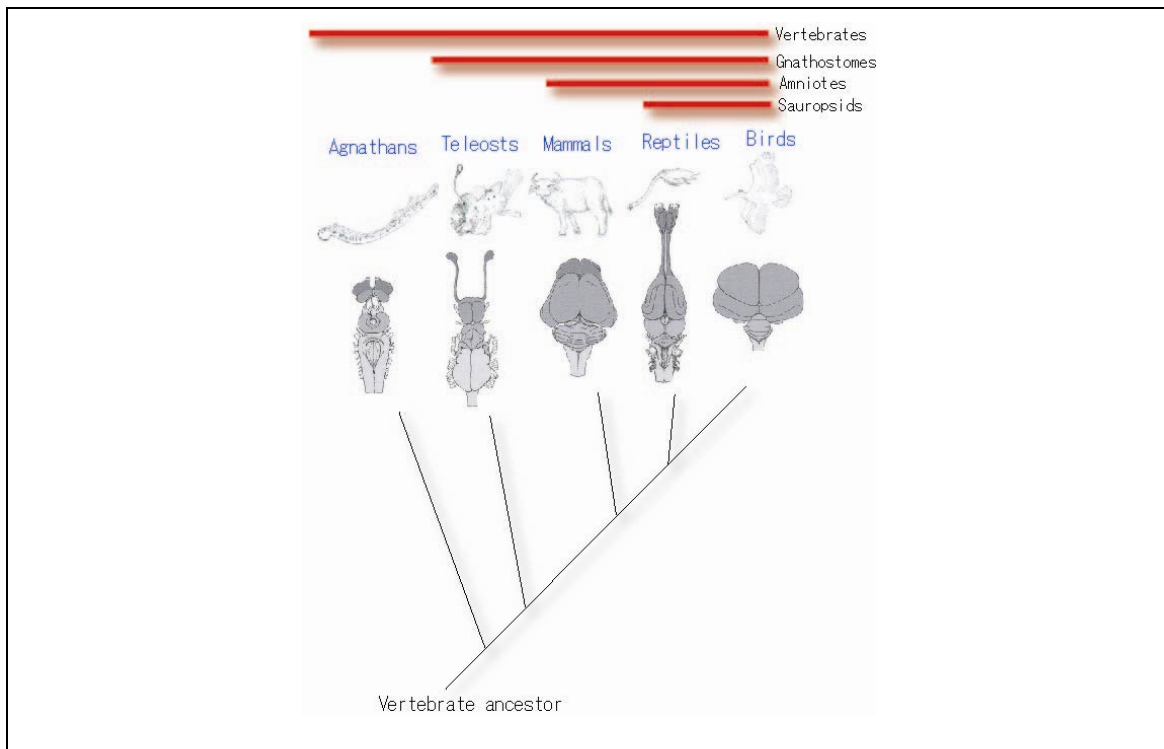 Vertebrates
Gnathostomes
Amniotes
Sauropsids
Agnathans Teleosts Mammals Reptiles Birds
Vertebrate ancestor